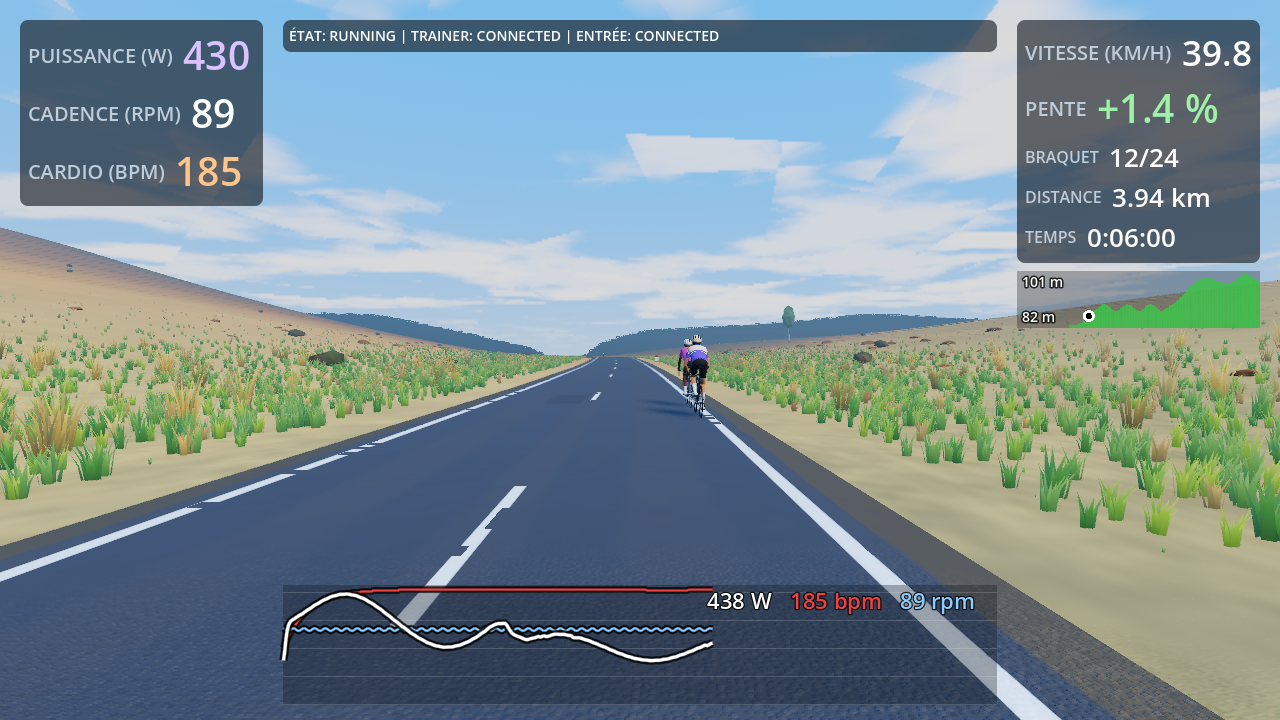 PUISSANCE (W) 430
CADENCE (RPM) 89
CARDIO (BPM) 185
ÉTAT: RUNNING | TRAINER: CONNECTED | ENTRÉE: CONNECTED
VITESSE (KM/H) 39.8
PENTE +1.4 %
BRAQUET 12/24
DISTANCE 3.94 km
TEMPS 0:06:00
101 m
82 m
438 W 185 bpm 89 rpm